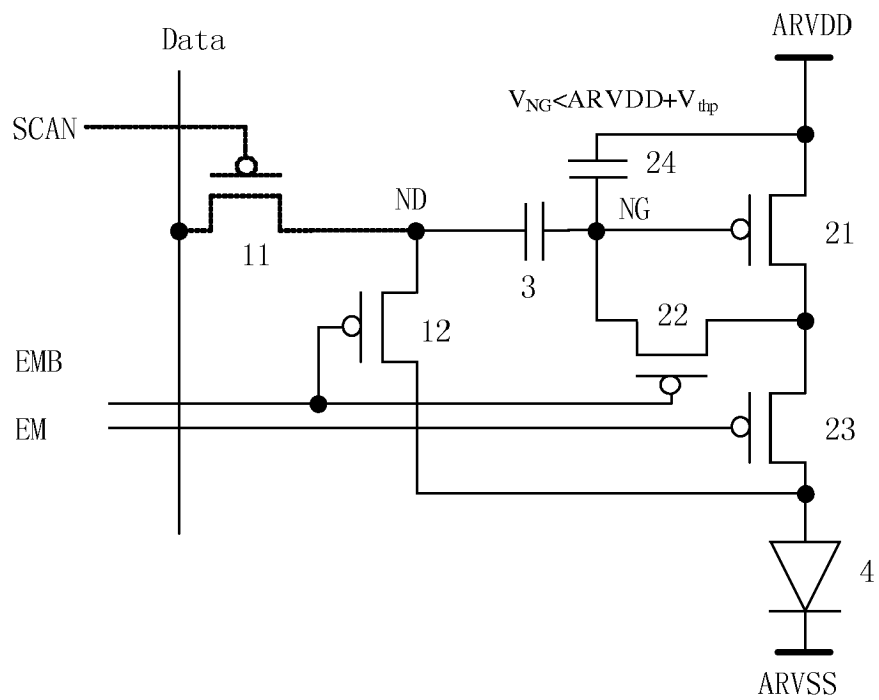 ARVDD
Data
V_NG<ARVDD+V_thp
SCAN
24
ND
NG
21
11
3
22
12
EMB
EM
23
4
ARVSS